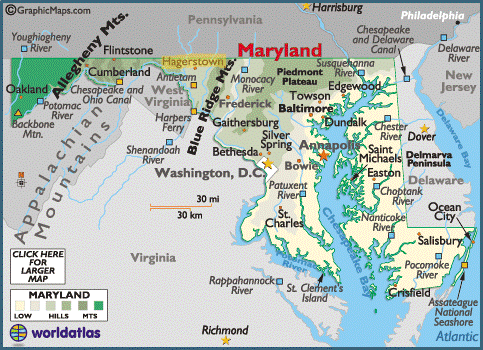 ©GraphicMaps.com
Harrisburg
Pennsylvania
Philadelphia
Youghiogheny
River
Allegheny Mts.
Flintstone
Hagerstown
Maryland
Chesapeake and
Delaware
Canal
Delaware
River
Cumberland
Antietam
Blue Ridge Mts.
Monocacy
River
Piedmont
Plateau
Susquehanna
River
Edgewood
New
Jersey
Oakland
Chesapeake and
Ohio Canal
West
Virginia
Frederick
Towson
Baltimore
Potomac
River
Backbone
Mtn.
Harpers
Ferry
Gaithersburg
Dundalk
Chester
River
Dover
Delaware Bay
Appalachian
Mountains
Shenandoah
River
Silver
Spring
Bethesda
Annapolis
Saint
Michaels
Delmarva
Peninsula
Washington, D.C.
Bowie
Easton
Delaware
Choptank
River
Patuxent
River
30 mi
30 km
Nanticoke
River
Ocean
City
St.
Charles
Chesapeake Bay
Salisbury
CLICK HERE
FOR
LARGER
MAP
Virginia
Potomac
River
Pocomoke
River
Rappahannock
River
St. Clement's
Island
Crisfield
MARYLAND
LOW
HILLS
MTS
Assateague
National
Seashore
worldatlas
Richmond
Atlantic